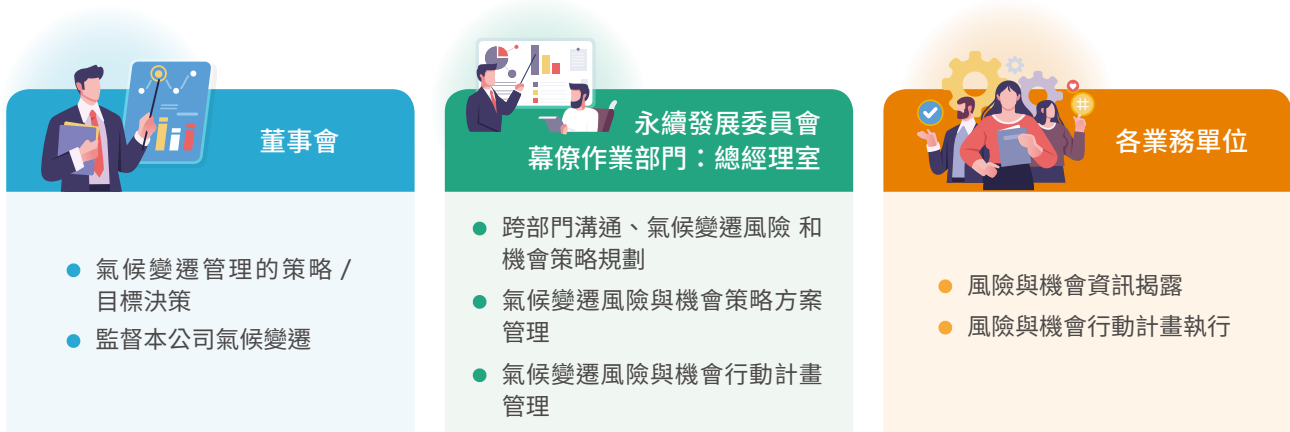 董事會
氣候變遷管理的策略 /
目標決策
監督本公司氣候變遷
永續發展委員會
幕僚作業部門：總經理室
跨部門溝通、氣候變遷風險 和
機會策略規劃
氣候變遷風險與機會策略方案
管理
氣候變遷風險與機會行動計畫
管理
各業務單位
風險與機會資訊揭露
風險與機會行動計畫執行